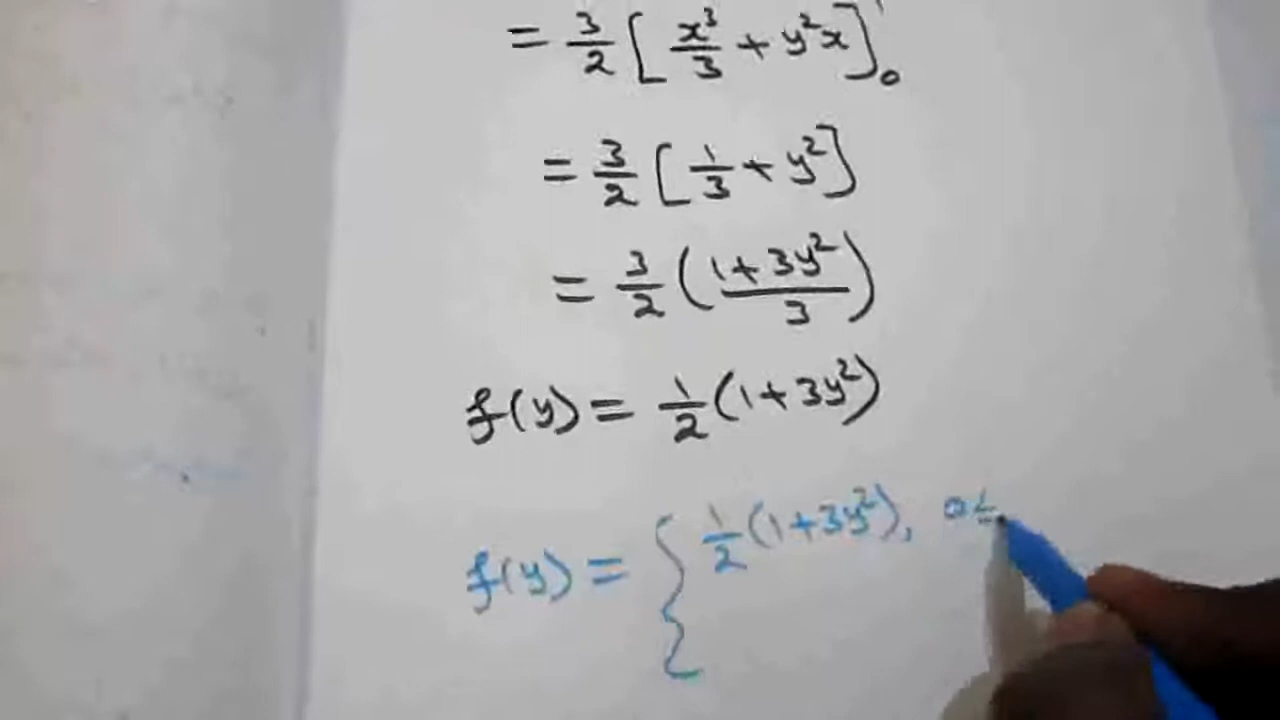 = 3/2 [x³/3 + y²x]₀¹
= 3/2 [1/3 + y²]
= 3/2 ((1+3y²)/3)
f(y) = 1/2 (1+3y²)
f(y) = { 1/2 (1+3y²), 0≤